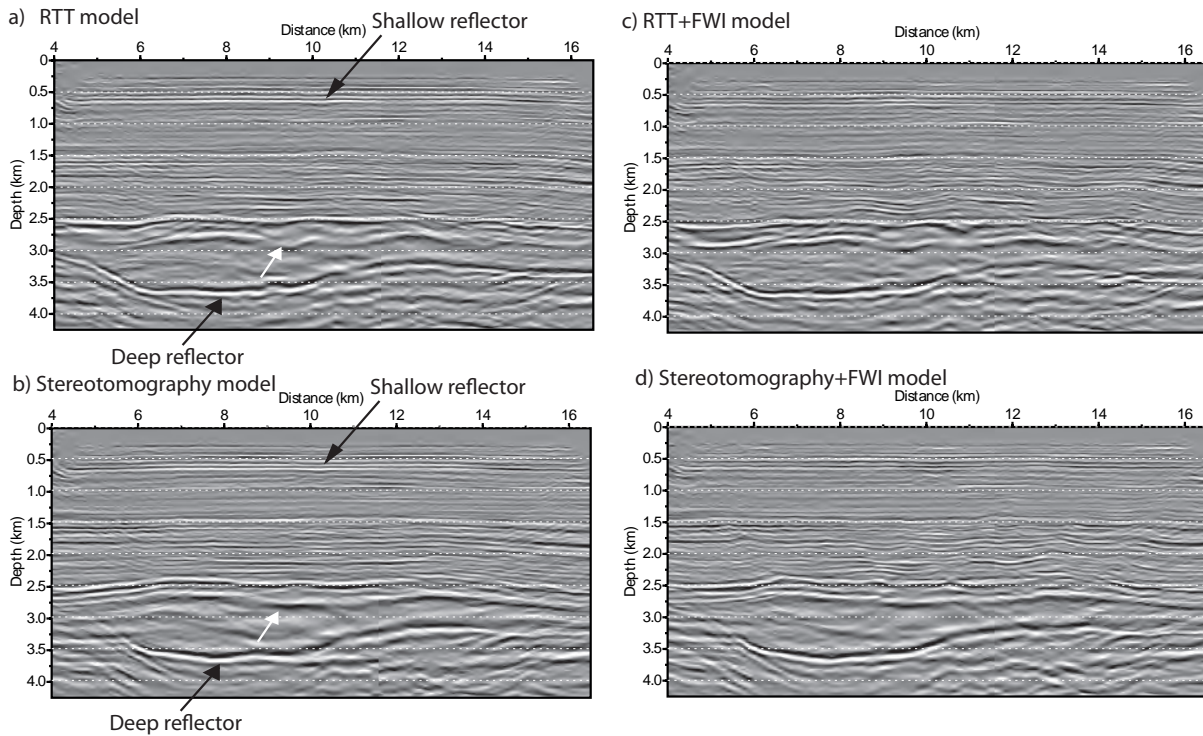 a) RTT model
Shallow reflector
Distance (km)
4 6 8 10 12 14 16
Depth (km)
0
0.5
1.0
1.5
2.0
2.5
3.0
3.5
4.0
Deep reflector
c) RTT+FWI model
Distance (km)
4 6 8 10 12 14 16
Depth (km)
0
0.5
1.0
1.5
2.0
2.5
3.0
3.5
4.0
b) Stereotomography model
Shallow reflector
Distance (km)
4 6 8 10 12 14 16
Depth (km)
0
0.5
1.0
1.5
2.0
2.5
3.0
3.5
4.0
Deep reflector
d) Stereotomography+FWI model
Distance (km)
4 6 8 10 12 14 16
Depth (km)
0
0.5
1.0
1.5
2.0
2.5
3.0
3.5
4.0